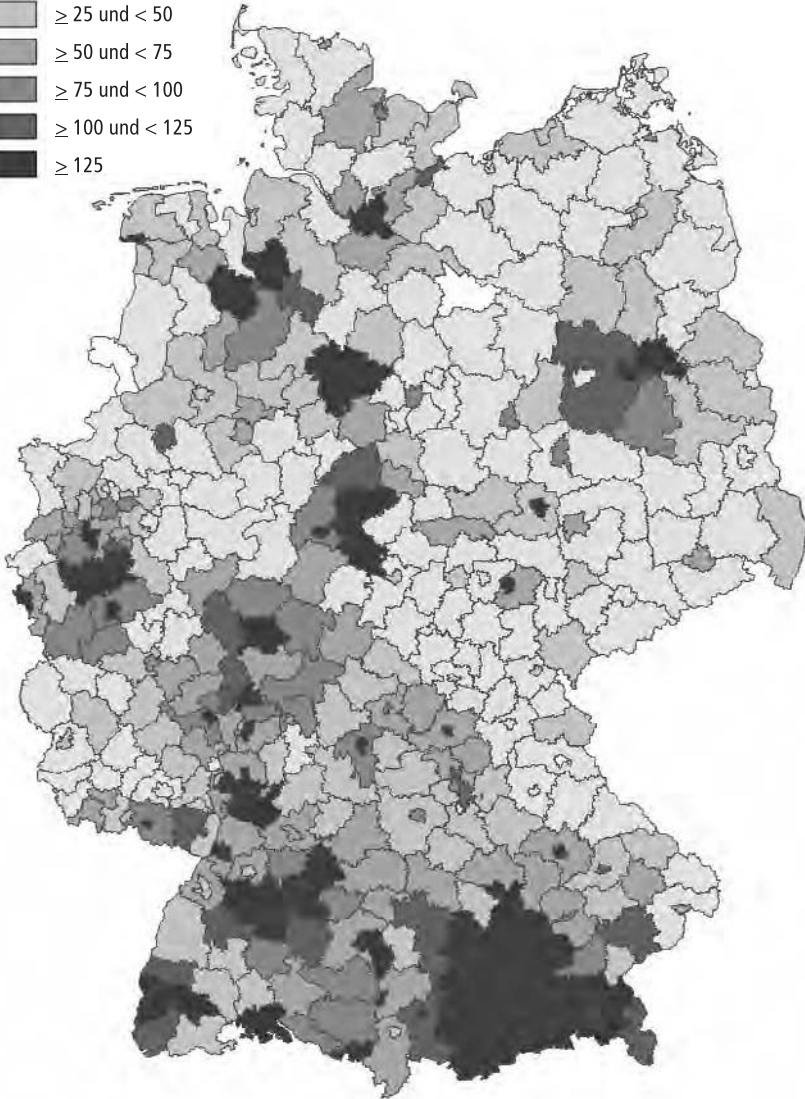 ≥ 25 und < 50
≥ 50 und < 75
≥ 75 und < 100
≥ 100 und < 125
≥ 125